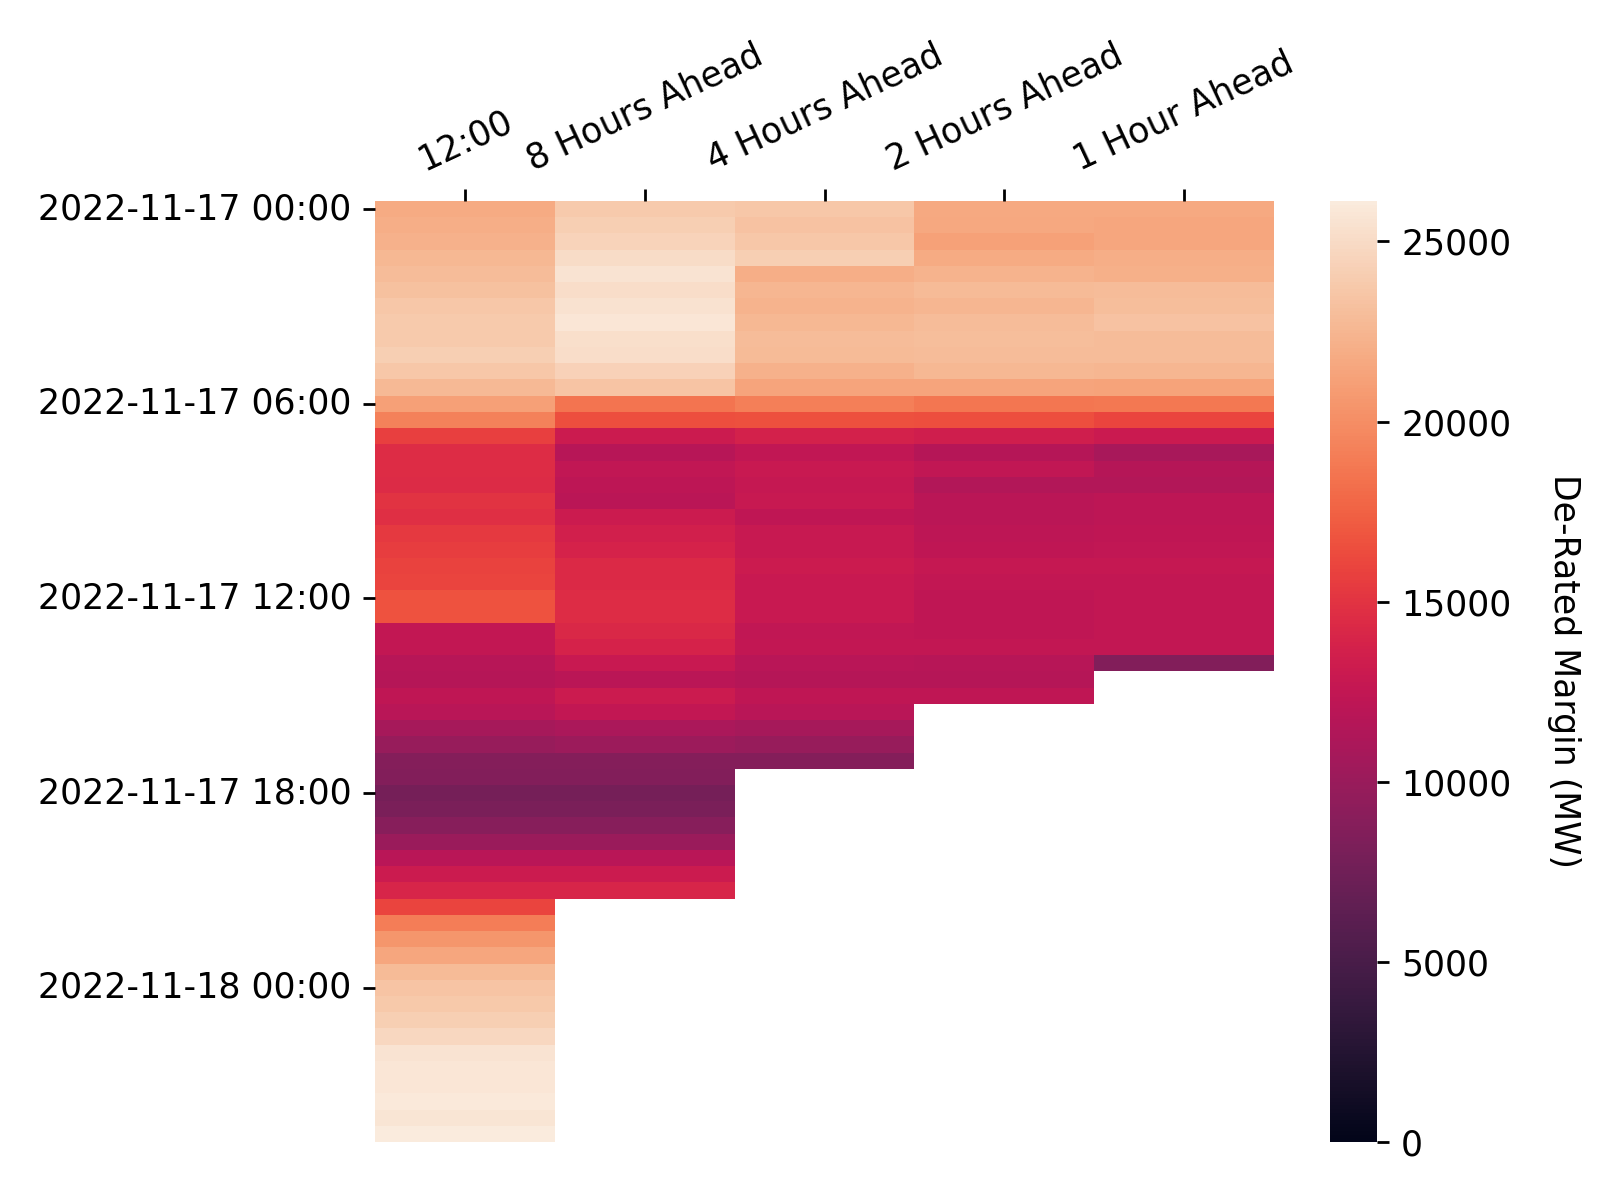 12:00
8 Hours Ahead
4 Hours Ahead
2 Hours Ahead
1 Hour Ahead
2022-11-17 00:00
2022-11-17 06:00
2022-11-17 12:00
2022-11-17 18:00
2022-11-18 00:00
25000
20000
15000
10000
5000
0
De-Rated Margin (MW)